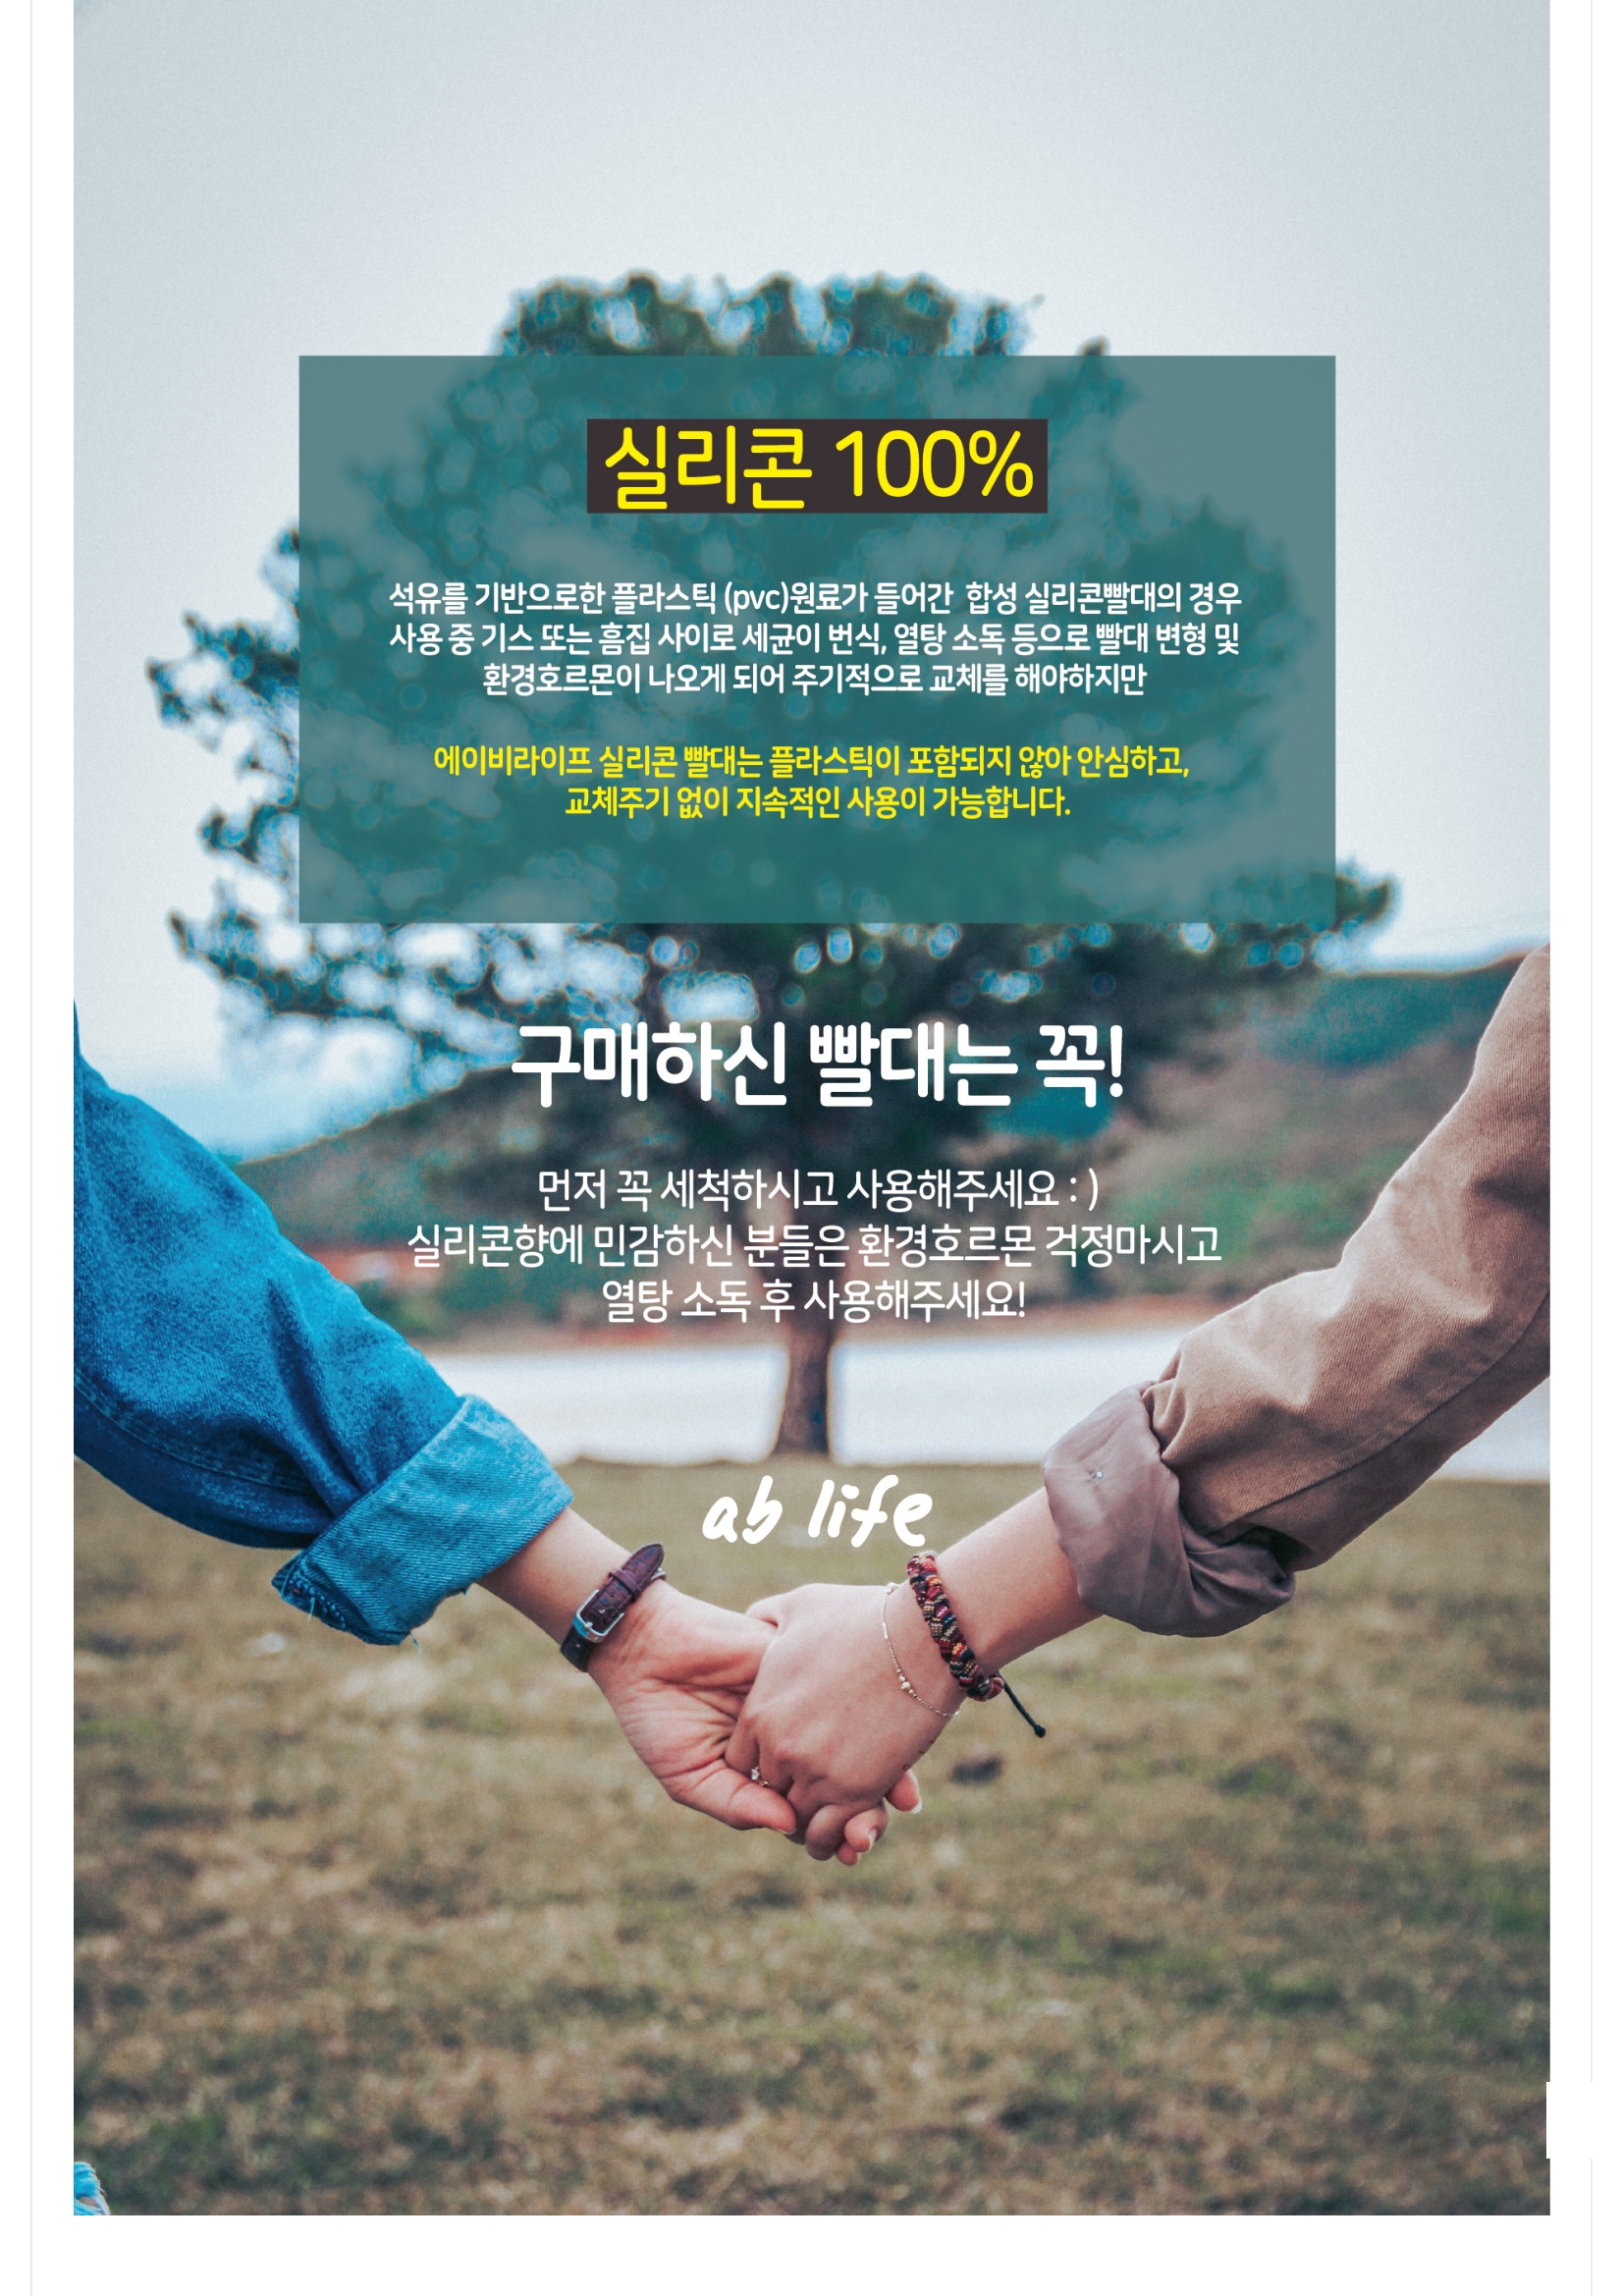 실리콘 100%
석유를 기반으로한 플라스틱 (pvc)원료가 들어간 합성 실리콘빨대의 경우
사용 중 기스 또는 흠집 사이로 세균이 번식, 열탕 소독 등으로 빨대 변형 및
환경호르몬이 나오게 되어 주기적으로 교체를 해야하지만
에이비라이프 실리콘 빨대는 플라스틱이 포함되지 않아 안심하고,
교체주기 없이 지속적인 사용이 가능합니다.
구매하신 빨대는 꼭!
먼저 꼭 세척하시고 사용해주세요 : )
실리콘향에 민감하신 분들은 환경호르몬 걱정마시고
열탕 소독 후 사용해주세요!
ab life